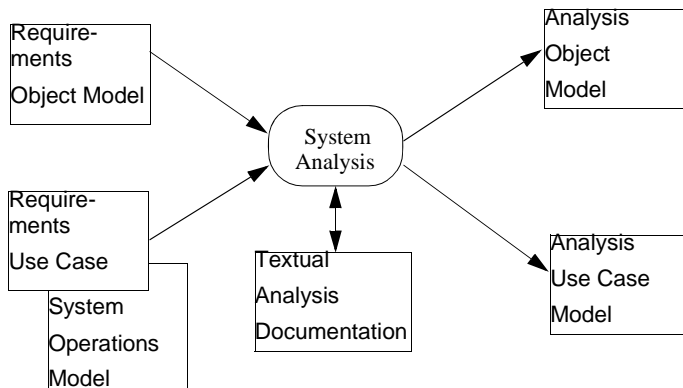 Require-
ments
Object Model
Analysis
Object
Model
System
Analysis
Require-
ments
Use Case
System
Operations
Model
Textual
Analysis
Documentation
Analysis
Use Case
Model